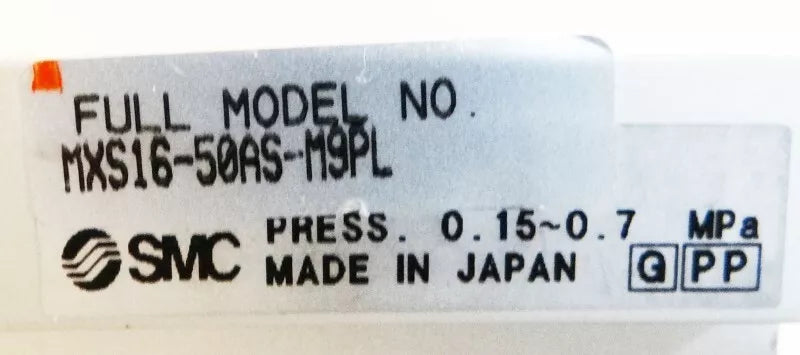 FULL MODEL NO.
MXS16-50AS-M9PL
SMC PRESS. 0.15~0.7 MPa
MADE IN JAPAN G PP